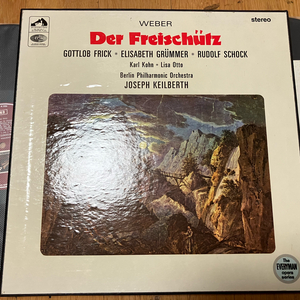 WEBER
stereo
Der Freischütz
GOTTLOB FRICK • ELISABETH GRÜMMER • RUDOLF SCHOCK
Karl Kohn • Lisa Otto
Berlin Philharmonic Orchestra
JOSEPH KEILBERTH
The
EVERYMAN
opera
series